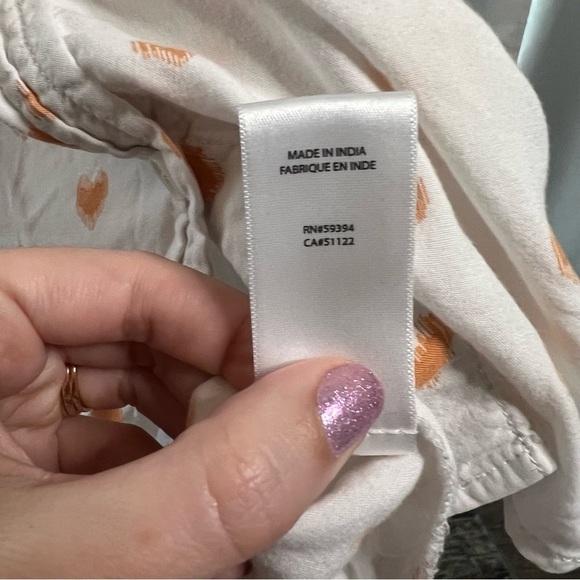 MADE IN INDIA
FABRIQUE EN INDE
RN#59394
CA#51122